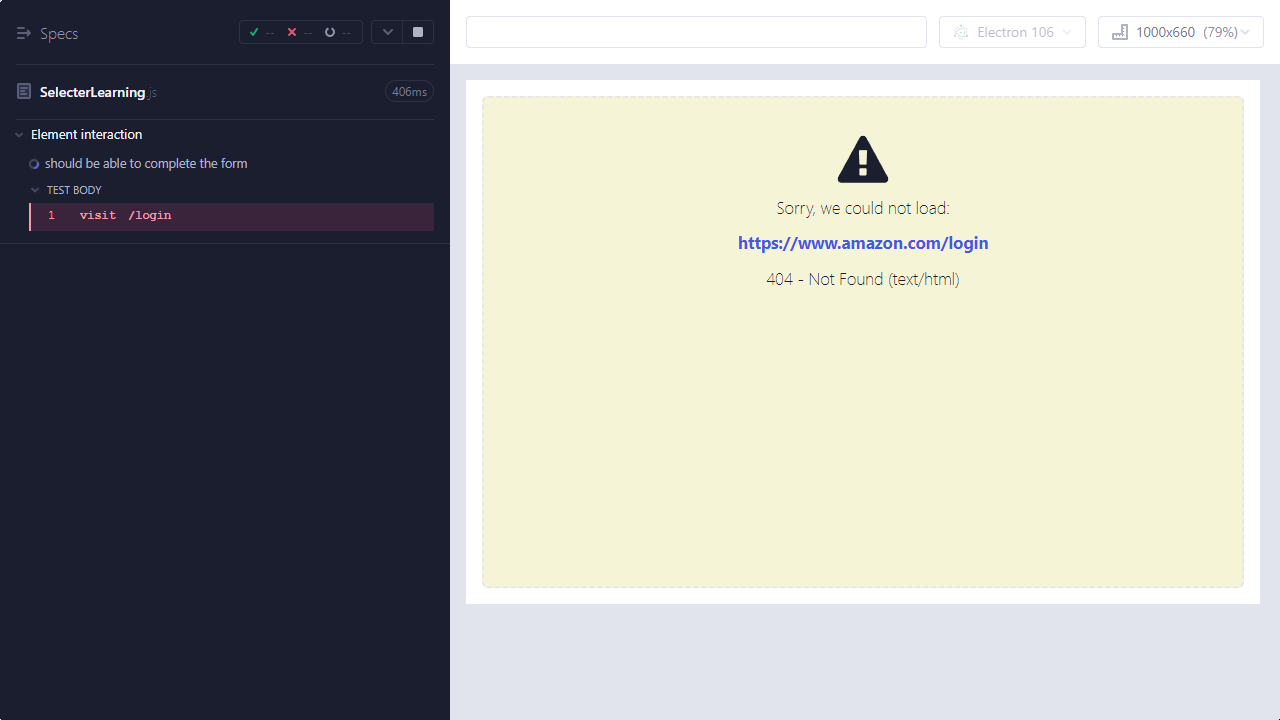 Specs
-- -- --
SelecterLearning.js
406ms
Element interaction
should be able to complete the form
TEST BODY
1 visit /login
Electron 106
1000x660 (79%)
Sorry, we could not load:
https://www.amazon.com/login
404 - Not Found (text/html)